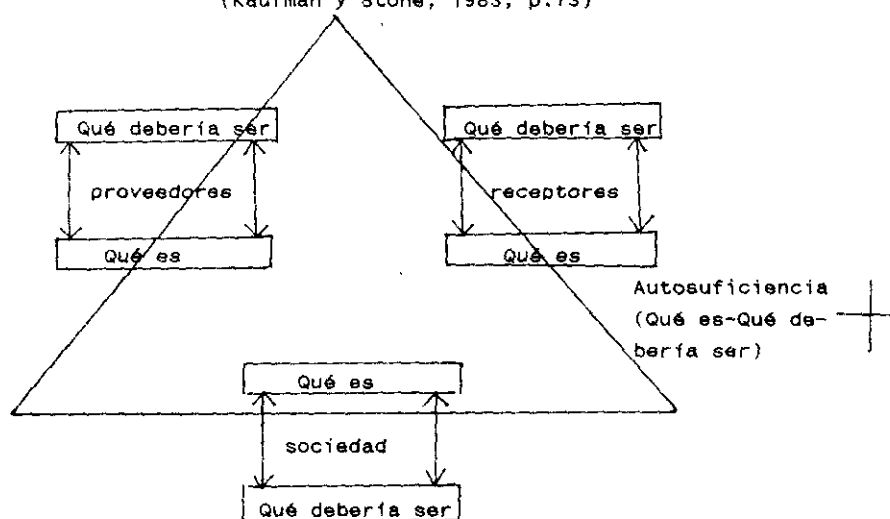 (Kaufman y Stone, 1983, p.73)
Qué debería ser
Qué debería ser
proveedores
receptores
Qué es
Qué es
Autosuficiencia
(Qué es-Qué de-
bería ser)
Qué es
sociedad
Qué debería ser